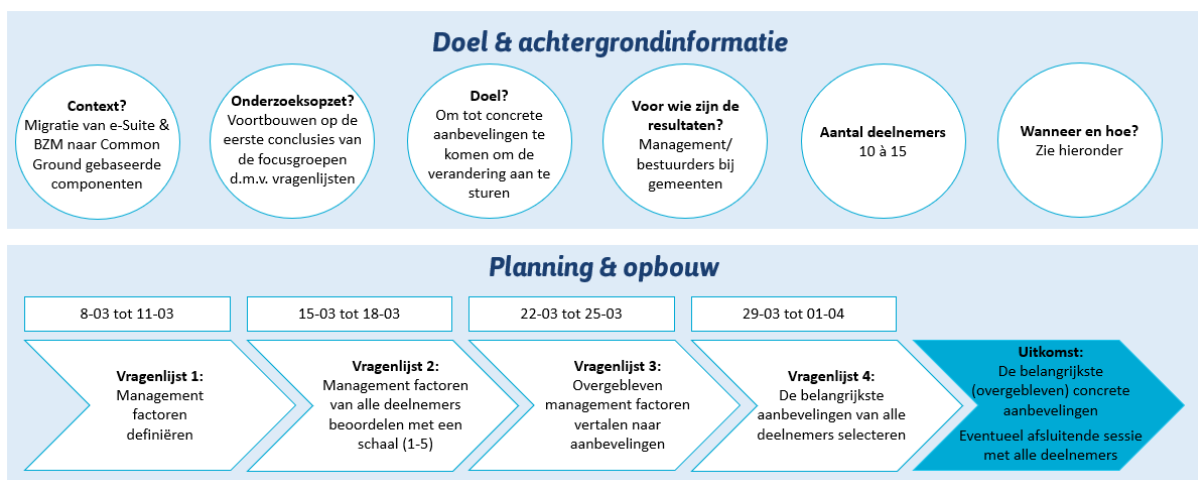 Doel & achtergrondinformatie
Context?
Migratie van e-Suite &
BZM naar Common
Ground gebaseerde
componenten
Onderzoeksopzet?
Voortbouwen op de
eerste conclusies van
de focusgroepen
d.m.v. vragenlijsten
Doel?
Om tot concrete
aanbevelingen te
komen om de
verandering aan te
sturen
Voor wie zijn de
resultaten?
Management/
bestuurders bij
gemeenten
Aantal deelnemers
10 à 15
Wanneer en hoe?
Zie hieronder
Planning & opbouw
8-03 tot 11-03
15-03 tot 18-03
22-03 tot 25-03
29-03 tot 01-04
Vragenlijst 1:
Management
factoren
definiëren
Vragenlijst 2:
Management factoren
van alle deelnemers
beoordelen met een
schaal (1-5)
Vragenlijst 3:
Overgebleven
management factoren
vertalen naar
aanbevelingen
Vragenlijst 4:
De belangrijkste
aanbevelingen van alle
deelnemers selecteren
Uitkomst:
De belangrijkste
(overgebleven) concrete
aanbevelingen
Eventueel afsluitende sessie
met alle deelnemers